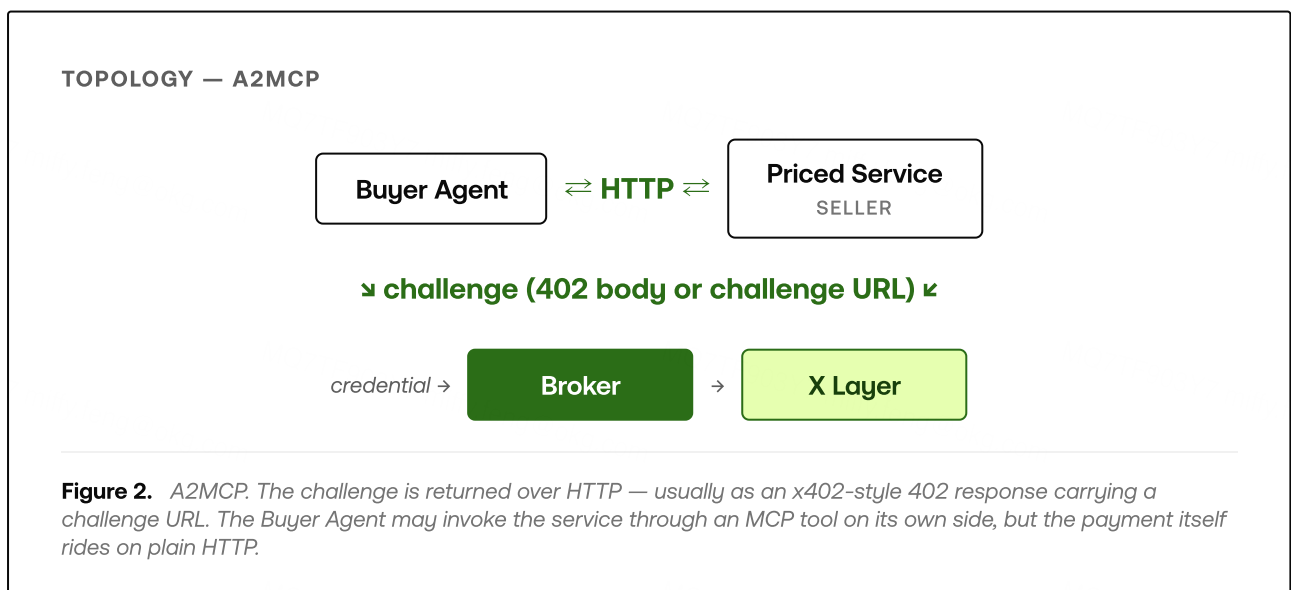 TOPOLOGY — A2MCP
Buyer Agent ⇌ HTTP ⇌ Priced Service
SELLER
↘ challenge (402 body or challenge URL) ↙
credential → Broker → X Layer
Figure 2. A2MCP. The challenge is returned over HTTP — usually as an x402-style 402 response carrying a
challenge URL. The Buyer Agent may invoke the service through an MCP tool on its own side, but the payment itself
rides on plain HTTP.